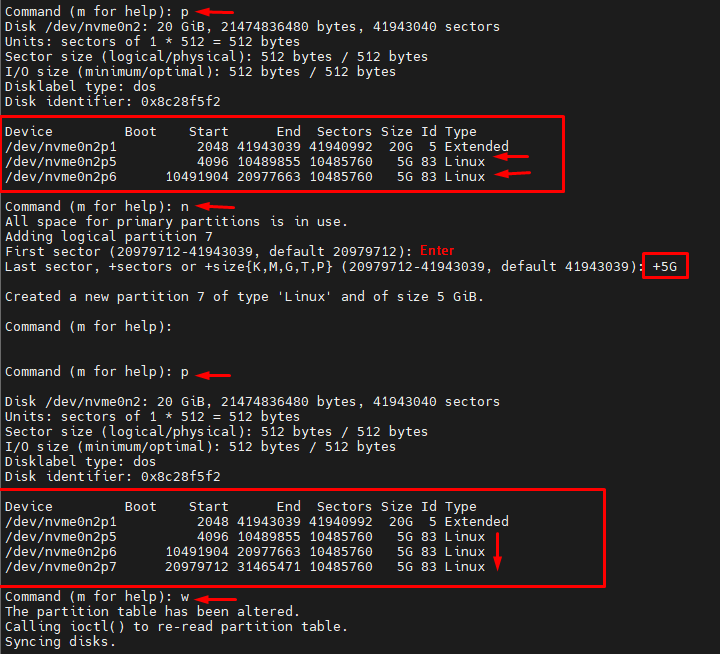 Command (m for help): p
Disk /dev/nvme0n2: 20 GiB, 21474836480 bytes, 41943040 sectors
Units: sectors of 1 * 512 = 512 bytes
Sector size (logical/physical): 512 bytes / 512 bytes
I/O size (minimum/optimal): 512 bytes / 512 bytes
Disklabel type: dos
Disk identifier: 0x8c28f5f2
Device         Boot    Start      End  Sectors Size Id Type
/dev/nvme0n2p1          2048 41943039 41940992  20G  5 Extended
/dev/nvme0n2p5          4096 10489855 10485760   5G 83 Linux
/dev/nvme0n2p6      10491904 20977663 10485760   5G 83 Linux
Command (m for help): n
All space for primary partitions is in use.
Adding logical partition 7
First sector (20979712-41943039, default 20979712): Enter
Last sector, +sectors or +size{K,M,G,T,P} (20979712-41943039, default 41943039): +5G
Created a new partition 7 of type 'Linux' and of size 5 GiB.
Command (m for help):
Command (m for help): p
Disk /dev/nvme0n2: 20 GiB, 21474836480 bytes, 41943040 sectors
Units: sectors of 1 * 512 = 512 bytes
Sector size (logical/physical): 512 bytes / 512 bytes
I/O size (minimum/optimal): 512 bytes / 512 bytes
Disklabel type: dos
Disk identifier: 0x8c28f5f2
Device         Boot    Start      End  Sectors Size Id Type
/dev/nvme0n2p1          2048 41943039 41940992  20G  5 Extended
/dev/nvme0n2p5          4096 10489855 10485760   5G 83 Linux
/dev/nvme0n2p6      10491904 20977663 10485760   5G 83 Linux
/dev/nvme0n2p7      20979712 31465471 10485760   5G 83 Linux
Command (m for help): w
The partition table has been altered.
Calling ioctl() to re-read partition table.
Syncing disks.